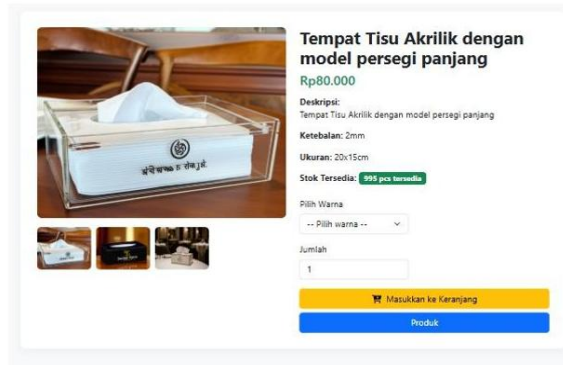 Tempat Tisu Akrilik dengan
model persegi panjang
Rp80.000
Deskripsi:
Tempat Tisu Akrilik dengan model persegi panjang
Ketebalan: 2mm
Ukuran: 20x15cm
Stok Tersedia: 995 pcs tersedia
Pilih Warna
-- Pilih warna --
Jumlah
1
Masukkan ke Keranjang
Produk